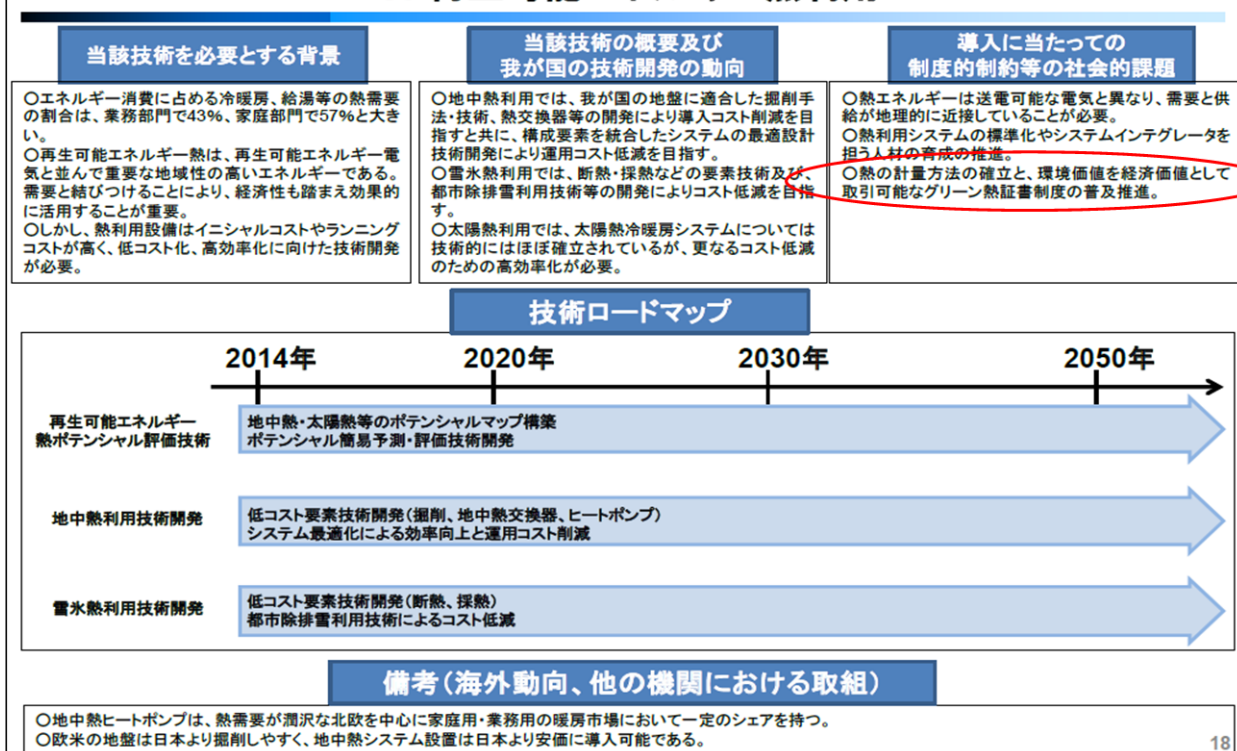 当該技術を必要とする背景
○エネルギー消費に占める冷暖房、給湯等の熱需要
の割合は、業務部門で43%、家庭部門で57%と大き
い。
○再生可能エネルギー熱は、再生可能エネルギー電
気と並んで重要な地域性の高いエネルギーである。
需要と結びつけることにより、経済性も踏まえ効果的
に活用することが重要。
○しかし、熱利用設備はイニシャルコストやランニング
コストが高く、低コスト化、高効率化に向けた技術開発
が必要。
当該技術の概要及び
我が国の技術開発の動向
○地中熱利用では、我が国の地盤に適合した掘削手
法・技術、熱交換器等の開発により導入コスト削減を目
指すと共に、構成要素を統合したシステムの最適設計
技術開発により運用コスト低減を目指す。
○雪氷熱利用では、断熱・採熱などの要素技術及び、
都市除排雪利用技術等の開発によりコスト低減を目指
す。
○太陽熱利用では、太陽熱冷暖房システムについては
技術的にはほぼ確立されているが、更なるコスト低減
のための高効率化が必要。
導入に当たっての
制度的制約等の社会的課題
○熱エネルギーは送電可能な電気と異なり、需要と供
給が地理的に近接していることが必要。
○熱利用システムの標準化やシステムインテグレータを
担う人材の育成の推進。
○熱の計量方法の確立と、環境価値を経済価値として
取引可能なグリーン熱証書制度の普及推進。
技術ロードマップ
2014年 2020年 2030年 2050年
再生可能エネルギー
熱ポテンシャル評価技術
地中熱・太陽熱等のポテンシャルマップ構築
ポテンシャル簡易予測・評価技術開発
地中熱利用技術開発
低コスト要素技術開発(掘削、地中熱交換器、ヒートポンプ)
システム最適化による効率向上と運用コスト削減
雪氷熱利用技術開発
低コスト要素技術開発(断熱、採熱)
都市除排雪利用技術によるコスト低減
備考(海外動向、他の機関における取組)
○地中熱ヒートポンプは、熱需要が潤沢な北欧を中心に家庭用・業務用の暖房市場において一定のシェアを持つ。
○欧米の地盤は日本より掘削しやすく、地中熱システム設置は日本より安価に導入可能である。
18